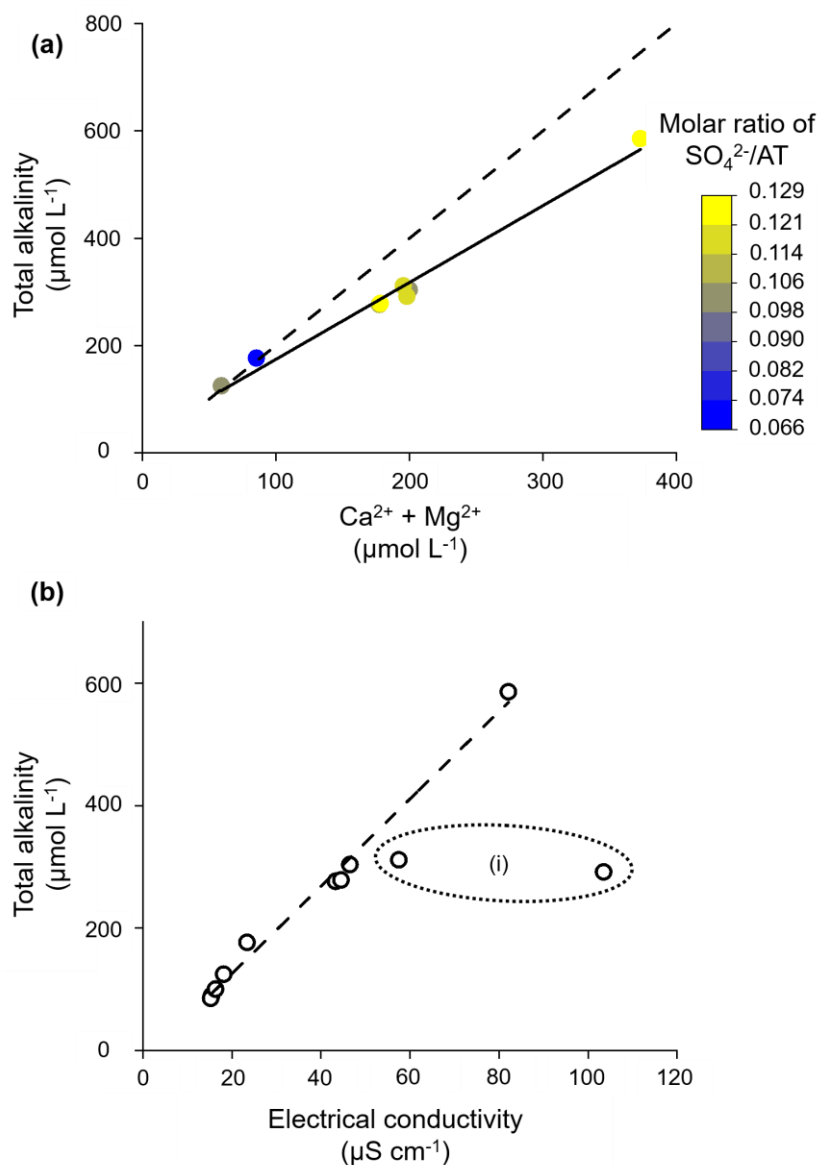 (a)
800
600
400
200
0
Total alkalinity
(µmol L⁻¹)
0 100 200 300 400
Ca²⁺ + Mg²⁺
(µmol L⁻¹)
Molar ratio of
SO₄²⁻/AT
0.129
0.121
0.114
0.106
0.098
0.090
0.082
0.074
0.066
(b)
600
400
200
0
Total alkalinity
(µmol L⁻¹)
(i)
0 20 40 60 80 100 120
Electrical conductivity
(µS cm⁻¹)